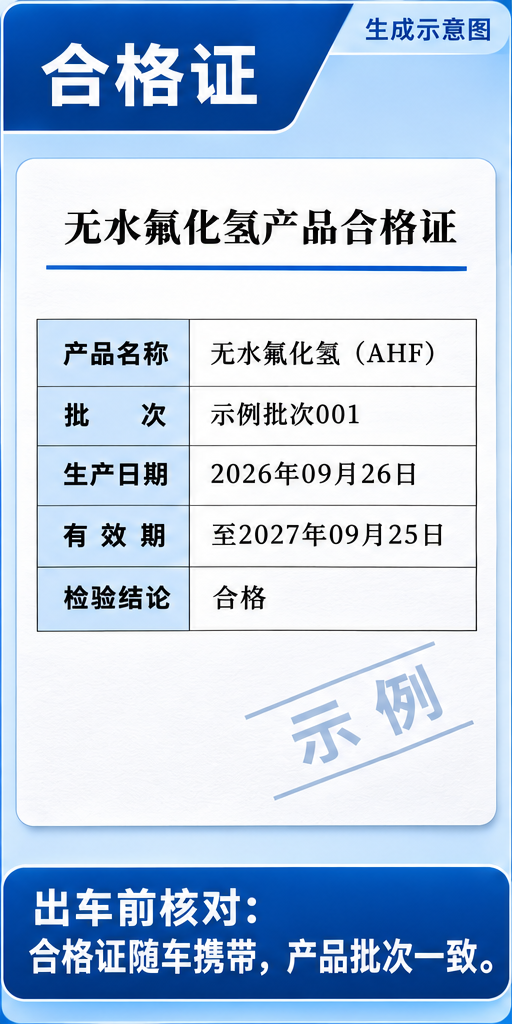 生成示意图
合格证
无水氟化氢产品合格证
产品名称 无水氟化氢（AHF）
批 次 示例批次001
生产日期 2026年09月26日
有效期 至2027年09月25日
检验结论 合格
示例
出车前核对：
合格证随车携带，产品批次一致。